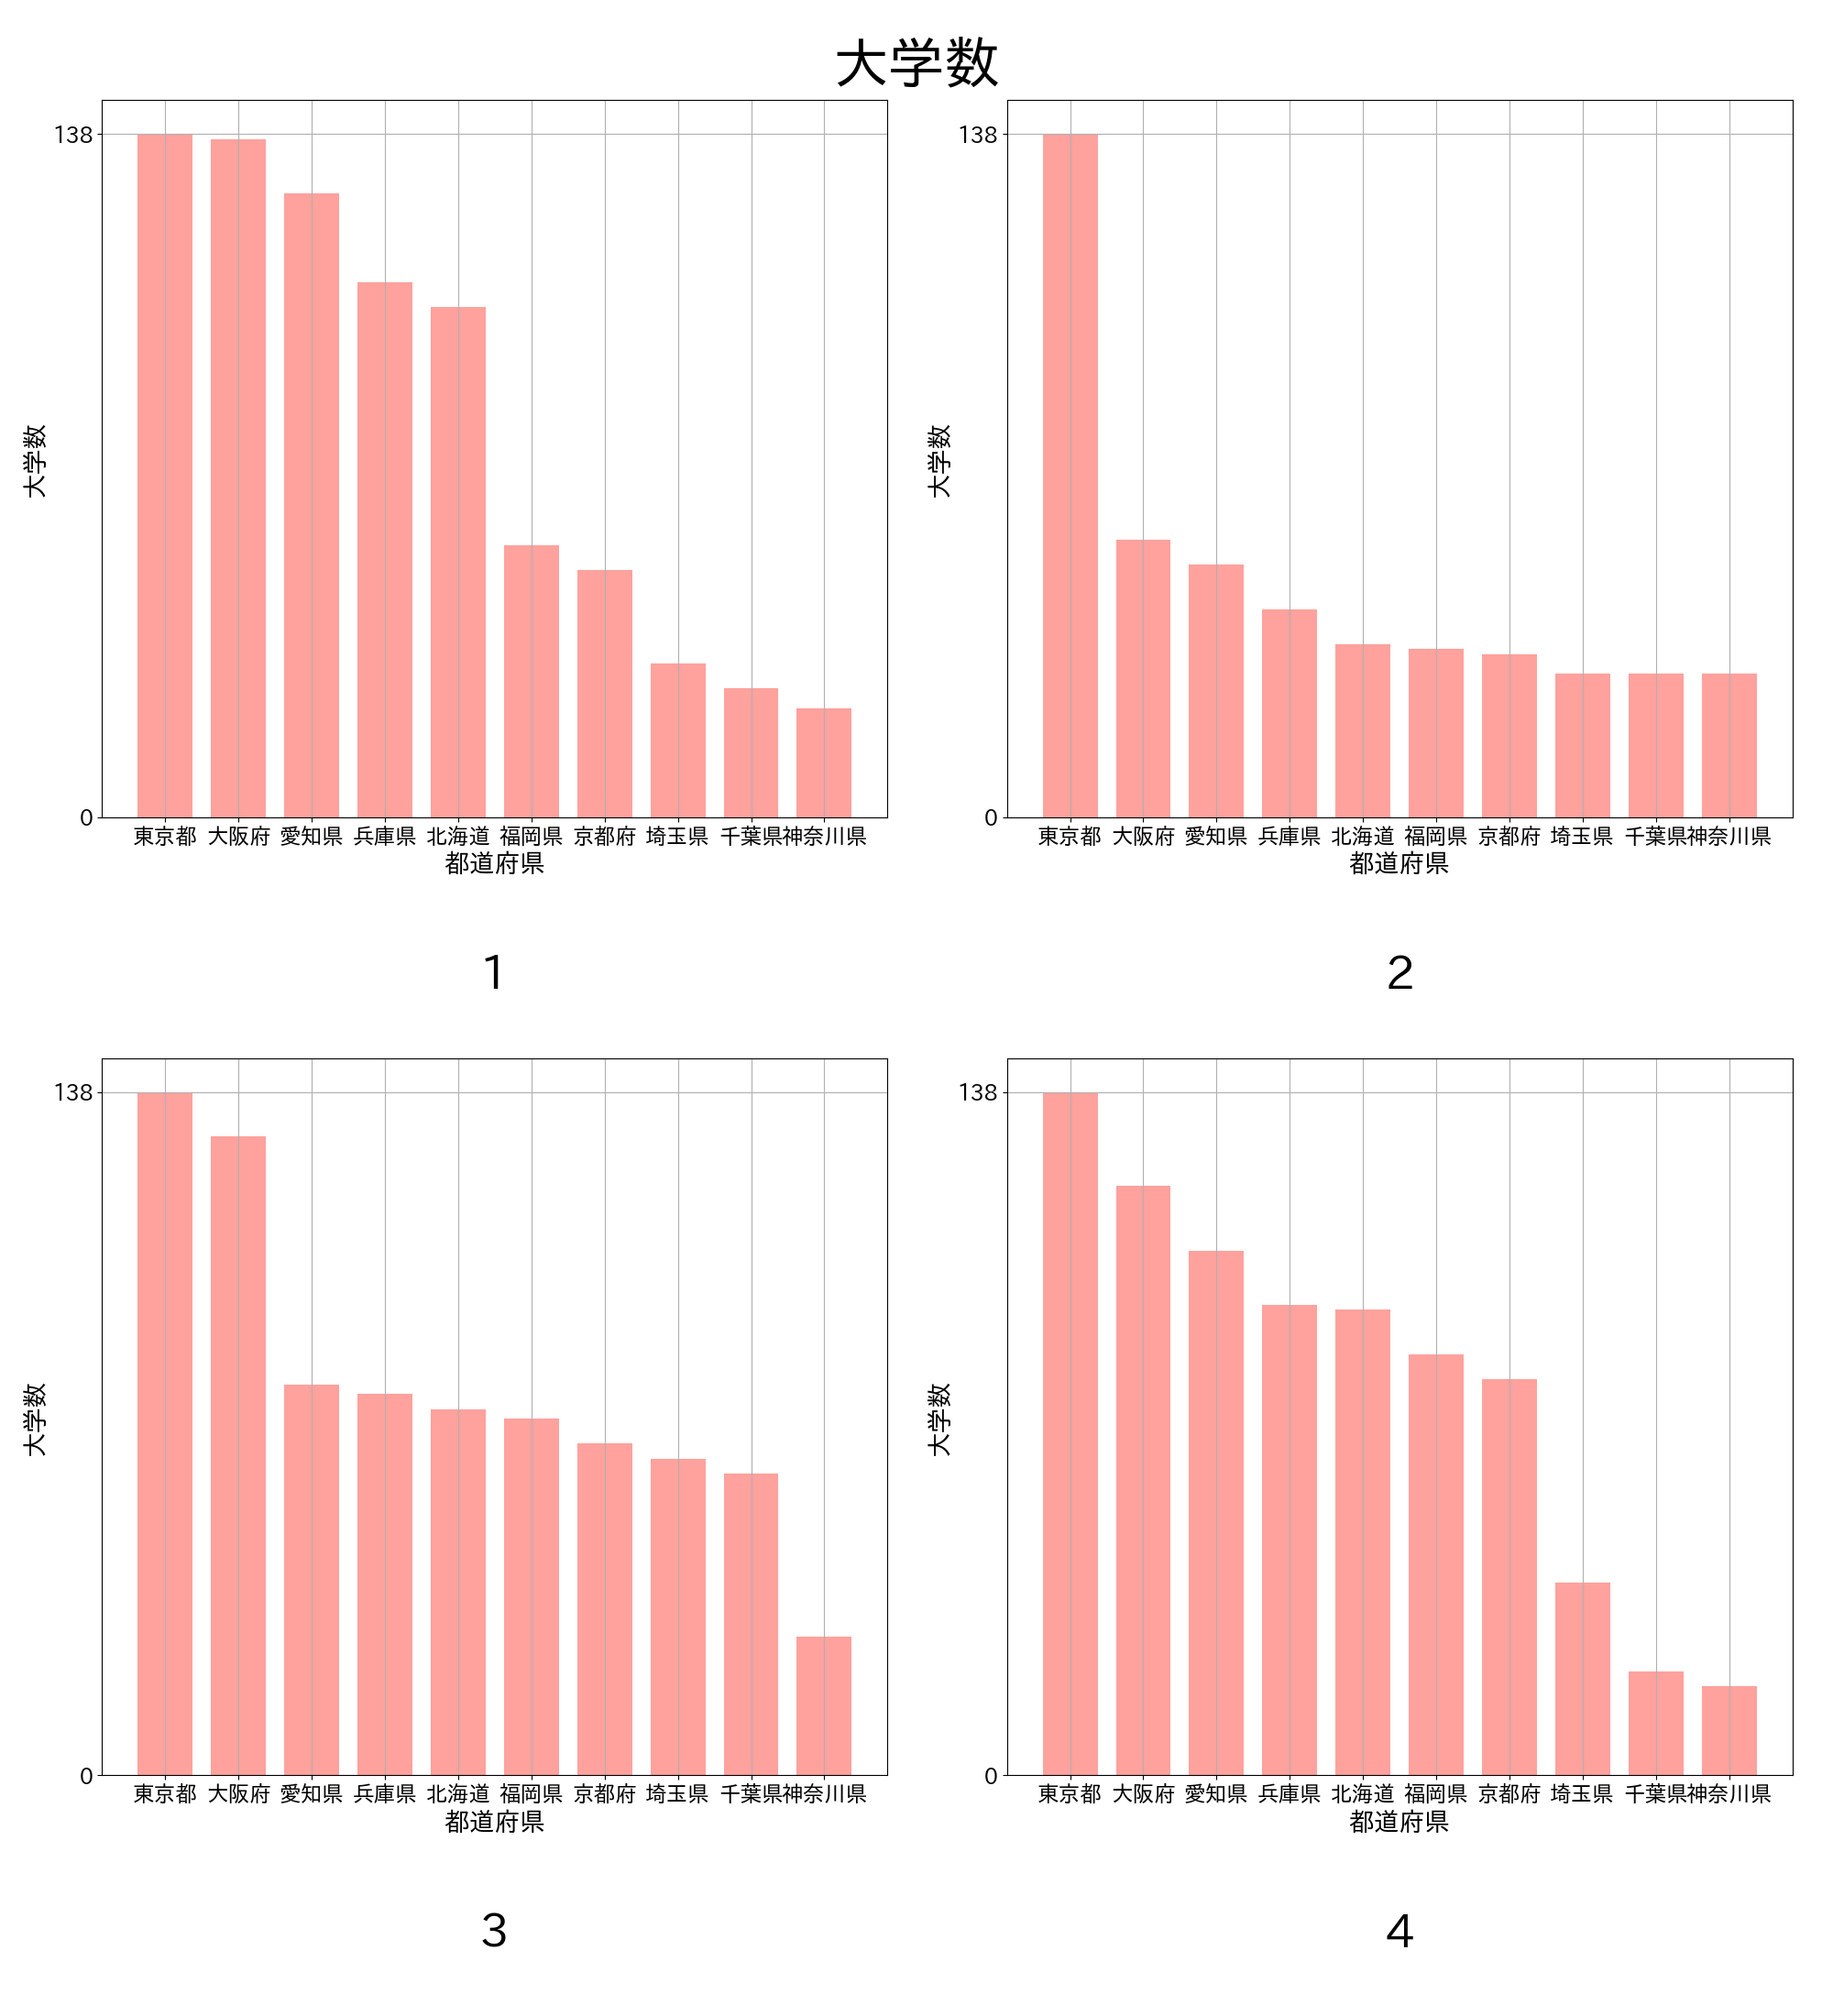 大学数
138
0
大学数
東京都 大阪府 愛知県 兵庫県 北海道 福岡県 京都府 埼玉県 千葉県 神奈川県
都道府県
1
138
0
大学数
東京都 大阪府 愛知県 兵庫県 北海道 福岡県 京都府 埼玉県 千葉県 神奈川県
都道府県
2
138
0
大学数
東京都 大阪府 愛知県 兵庫県 北海道 福岡県 京都府 埼玉県 千葉県 神奈川県
都道府県
3
138
0
大学数
東京都 大阪府 愛知県 兵庫県 北海道 福岡県 京都府 埼玉県 千葉県 神奈川県
都道府県
4